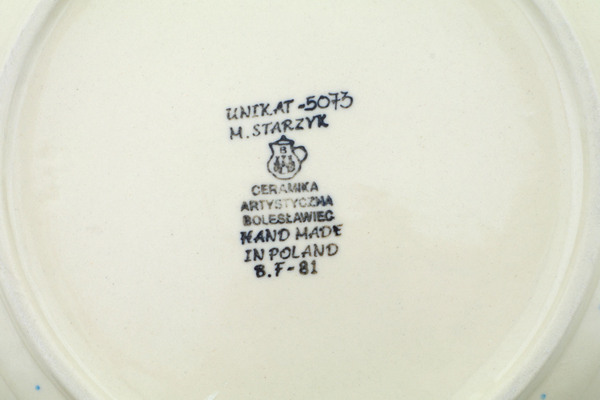 UNIKAT-5073
M. STARZYK
B
CERAMIKA
ARTYSTYCZNA
BOLESŁAWIEC
HAND MADE
IN POLAND
B.F-81